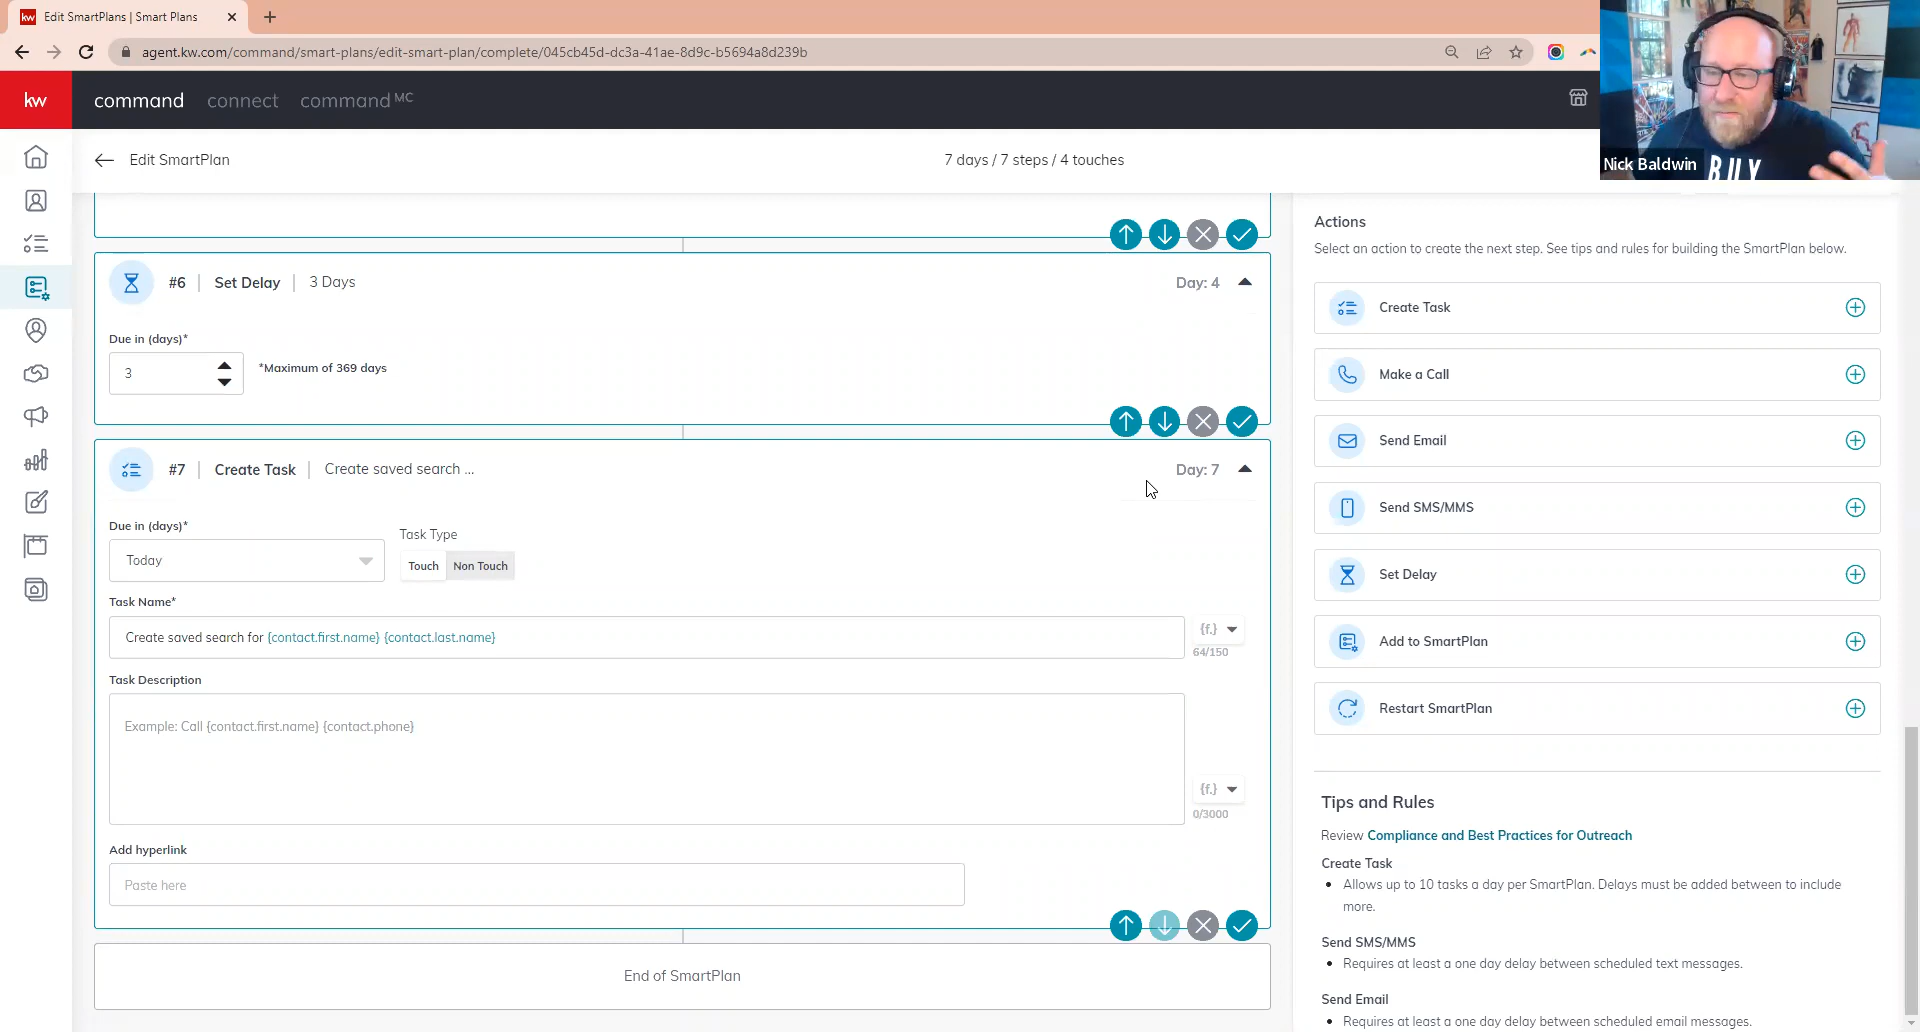 kw Edit SmartPlans | Smart Plans
agent.kw.com/command/smart-plans/edit-smart-plan/complete/045cb45d-dc3a-41ae-8d9c-b5694a8d239b
kw command connect command MC
Nick Baldwin
BUY
Edit SmartPlan
7 days / 7 steps / 4 touches
#6 | Set Delay | 3 Days
Day: 4
Due in (days)*
3
*Maximum of 369 days
#7 | Create Task | Create saved search ...
Day: 7
Due in (days)*
Task Type
Today
Touch
Non Touch
Task Name*
Create saved search for {contact.first.name} {contact.last.name}
{f.}
64/150
Task Description
Example: Call {contact.first.name} {contact.phone}
{f.}
0/3000
Add hyperlink
Paste here
End of SmartPlan
Actions
Select an action to create the next step. See tips and rules for building the SmartPlan below.
Create Task
Make a Call
Send Email
Send SMS/MMS
Set Delay
Add to SmartPlan
Restart SmartPlan
Tips and Rules
Review Compliance and Best Practices for Outreach
Create Task
• Allows up to 10 tasks a day per SmartPlan. Delays must be added between to include
more.
Send SMS/MMS
• Requires at least a one day delay between scheduled text messages.
Send Email
• Requires at least a one day delay between scheduled email messages.